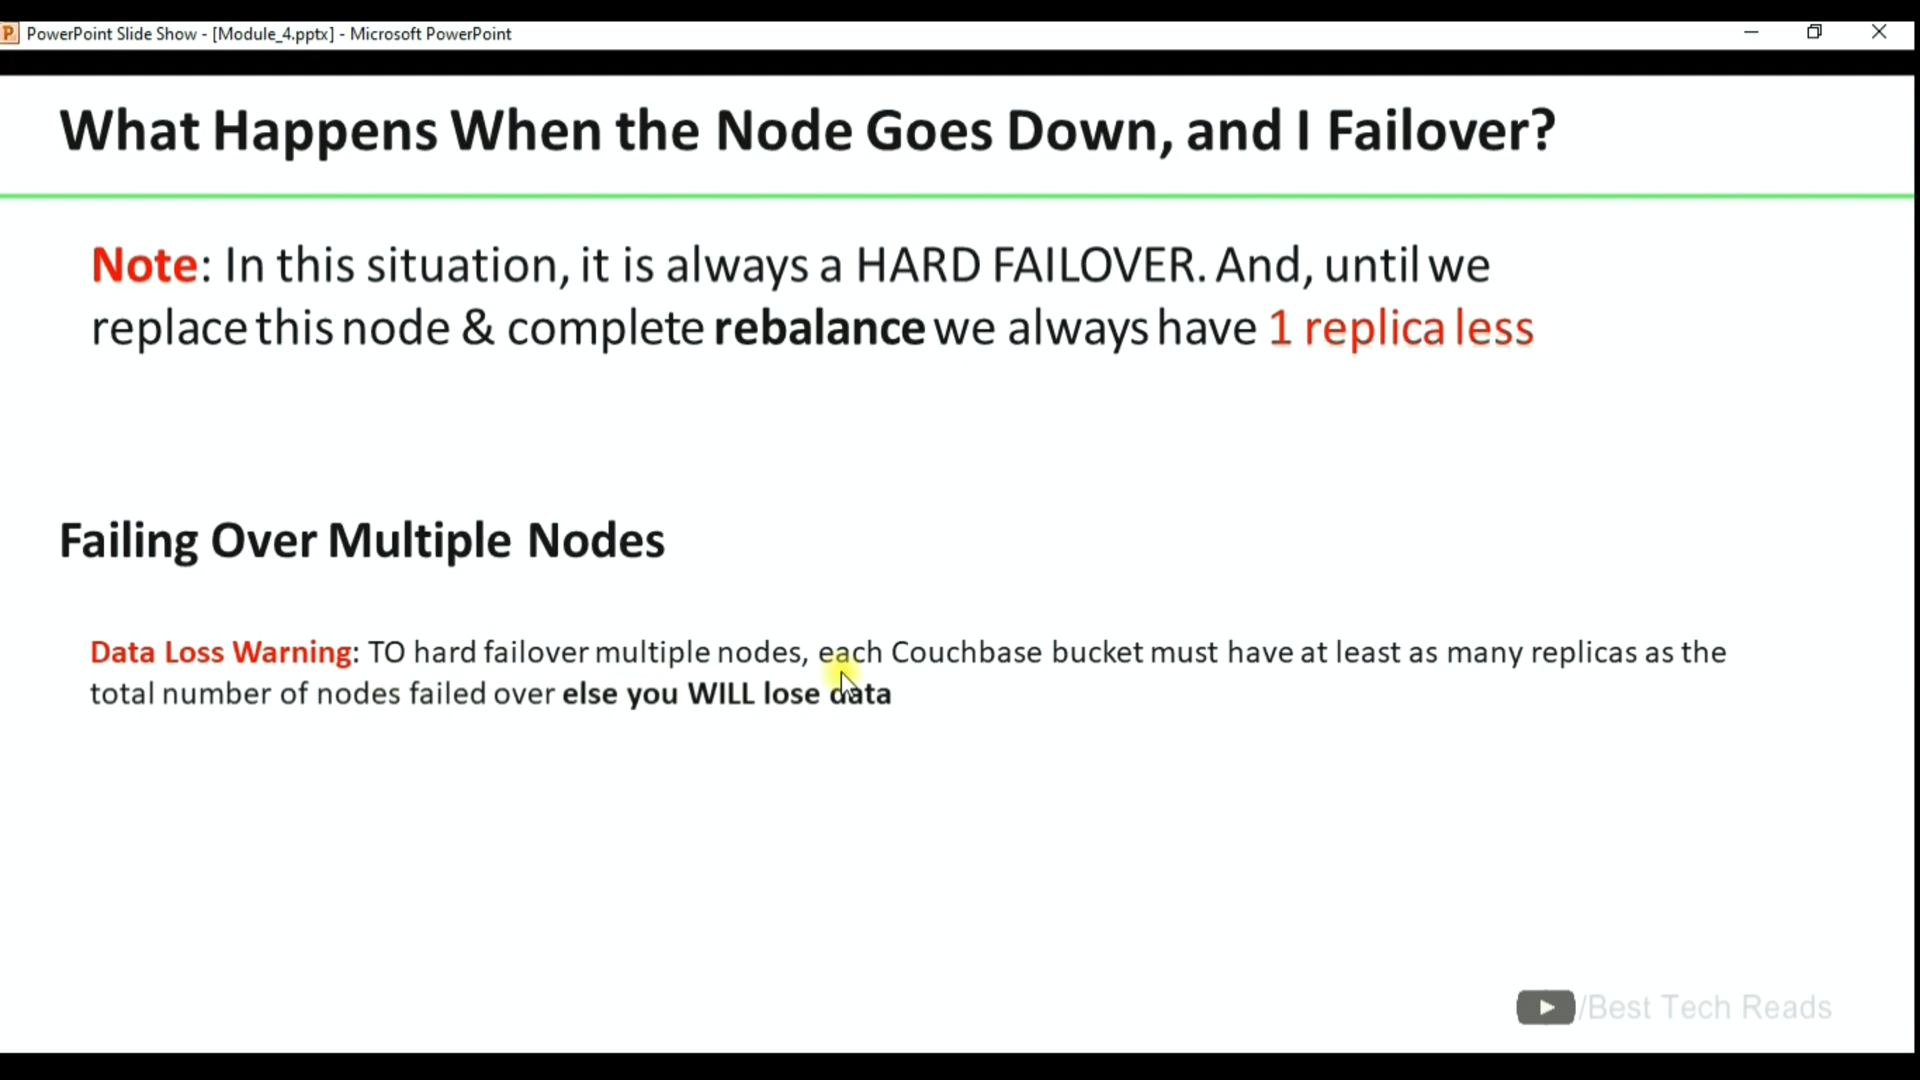 PowerPoint Slide Show - [Module_4.pptx] - Microsoft PowerPoint
What Happens When the Node Goes Down, and I Failover?
Note: In this situation, it is always a HARD FAILOVER. And, until we
replace this node & complete rebalance we always have 1 replica less
Failing Over Multiple Nodes
Data Loss Warning: TO hard failover multiple nodes, each Couchbase bucket must have at least as many replicas as the
total number of nodes failed over else you WILL lose data
/Best Tech Reads